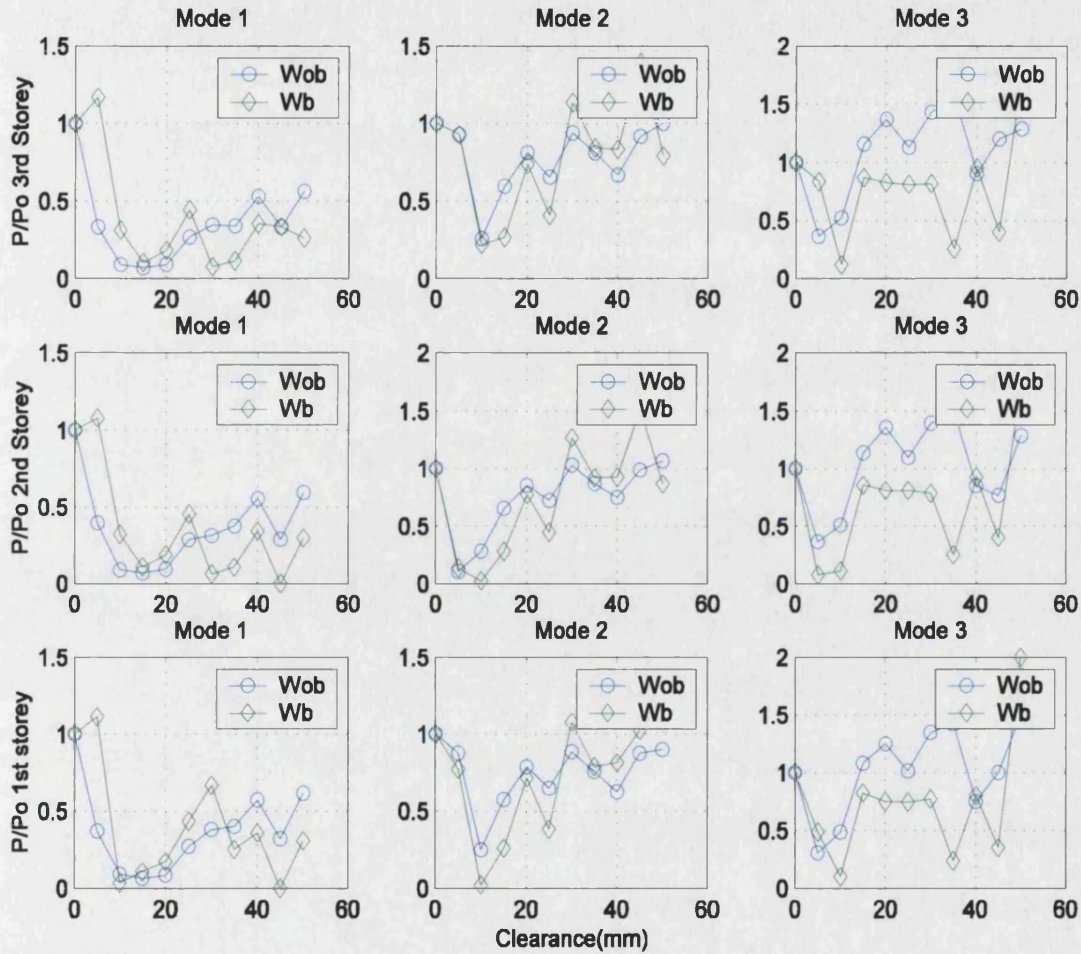 Mode 1 Mode 2 Mode 3
1.5 1.5 2
Wob Wob Wob
Wb Wb Wb
1.5
1 1 1
0.5 0.5 0.5
0 0 0
P/Po 3rd Storey
0 20 40 60 0 20 40 60 0 20 40 60
Mode 1 Mode 2 Mode 3
1.5 2 2
Wob Wob Wob
Wb Wb Wb
1.5 1.5
1 1 1
0.5 0.5 0.5
0 0 0
P/Po 2nd Storey
0 20 40 60 0 20 40 60 0 20 40 60
Mode 1 Mode 2 Mode 3
1.5 1.5 2
Wob Wob Wob
Wb Wb Wb
1.5
1 1 1
0.5 0.5 0.5
0 0 0
P/Po 1st storey
0 20 40 60 0 20 40 60 0 20 40 60
Clearance(mm)